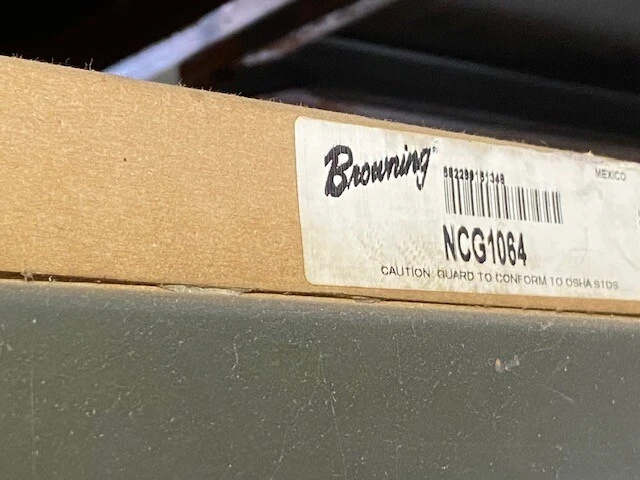 Browning
MEXICO
NCG1064
CAUTION: GUARD TO CONFORM TO OSHA STDS